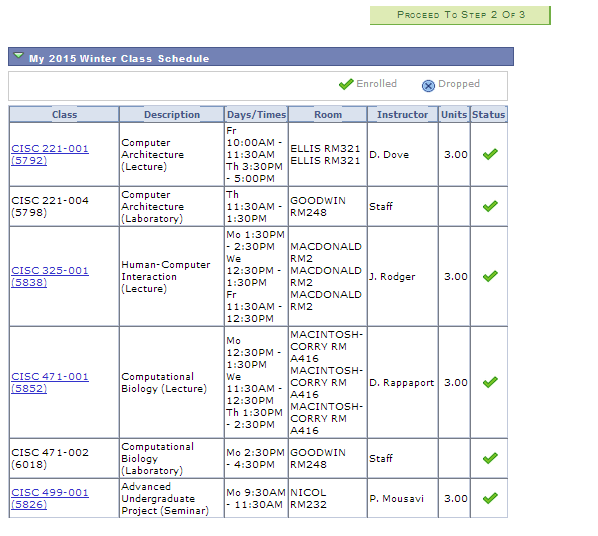 PROCEED TO STEP 2 OF 3
My 2015 Winter Class Schedule
Enrolled Dropped
Class Description Days/Times Room Instructor Units Status
CISC 221-001
(5792)
Computer
Architecture
(Lecture)
Fr
10:00AM -
11:30AM
Th 3:30PM
- 5:00PM
ELLIS RM321
ELLIS RM321
D. Dove
3.00
CISC 221-004
(5798)
Computer
Architecture
(Laboratory)
Th
11:30AM -
1:30PM
GOODWIN
RM248
Staff
CISC 325-001
(5838)
Human-Computer
Interaction
(Lecture)
Mo 1:30PM
- 2:30PM
We
12:30PM -
1:30PM
Fr
11:30AM -
12:30PM
MACDONALD
RM2
MACDONALD
RM2
MACDONALD
RM2
J. Rodger
3.00
CISC 471-001
(5852)
Computational
Biology (Lecture)
Mo
12:30PM -
1:30PM
We
11:30AM -
12:30PM
Th 1:30PM
- 2:30PM
MACINTOSH-
CORRY RM
A416
MACINTOSH-
CORRY RM
A416
MACINTOSH-
CORRY RM
A416
D. Rappaport
3.00
CISC 471-002
(6018)
Computational
Biology
(Laboratory)
Mo 2:30PM
- 4:30PM
GOODWIN
RM248
Staff
CISC 499-001
(5826)
Advanced
Undergraduate
Project (Seminar)
Mo 9:30AM
- 11:30AM
NICOL
RM232
P. Mousavi
3.00